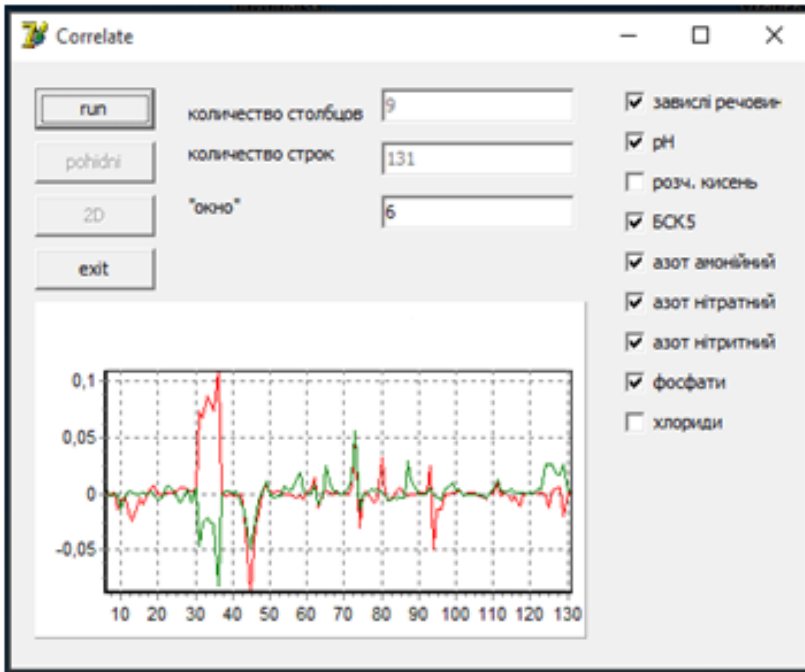 Correlate
run
количество столбцов 9
pohidni
количество строк 131
2D
"окно" 6
exit
завислі речовин
pH
розч. кисень
БСК5
азот амонійний
азот нітратний
азот нітритний
фосфати
хлориди
0,1
0,05
0
-0,05
10 20 30 40 50 60 70 80 90 100 110 120 130